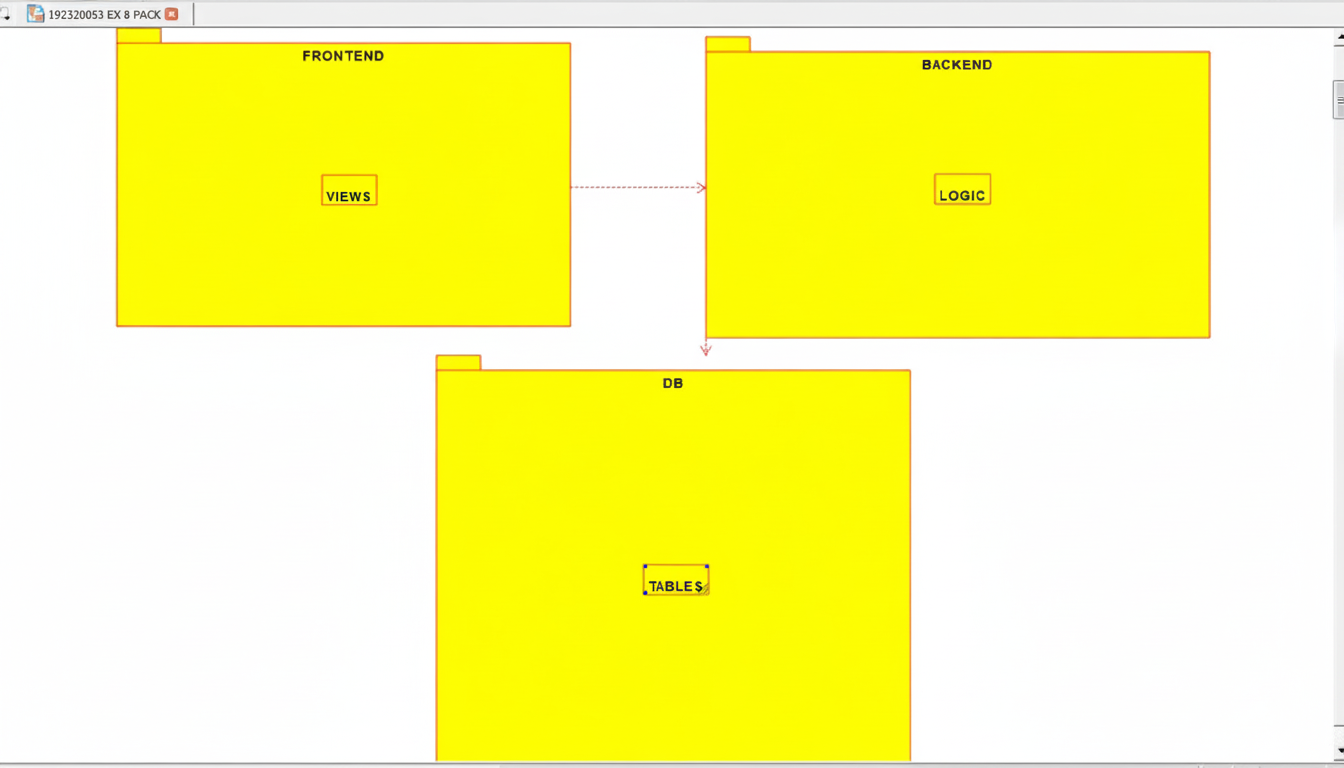 192320053 EX 8 PACK
FRONTEND
BACKEND
VIEWS
LOGIC
DB
TABLES